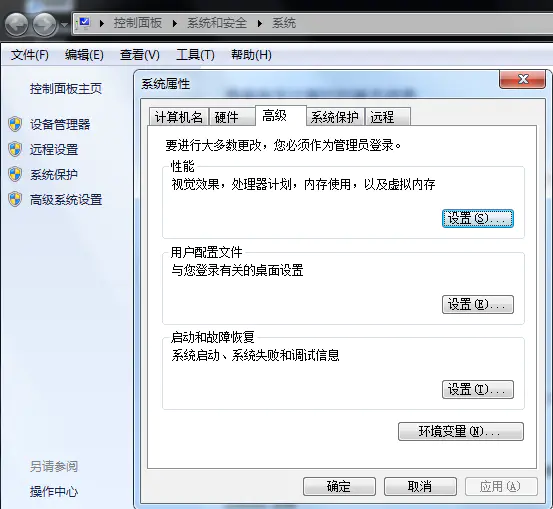 控制面板 系统和安全 系统
文件(F) 编辑(E) 查看(V) 工具(T) 帮助(H)
控制面板主页
设备管理器
远程设置
系统保护
高级系统设置
另请参阅
操作中心
系统属性
计算机名 硬件 高级 系统保护 远程
要进行大多数更改，您必须作为管理员登录。
性能
视觉效果，处理器计划，内存使用，以及虚拟内存
设置(S)...
用户配置文件
与您登录有关的桌面设置
设置(E)...
启动和故障恢复
系统启动、系统失败和调试信息
设置(T)...
环境变量(N)...
确定 取消 应用(A)